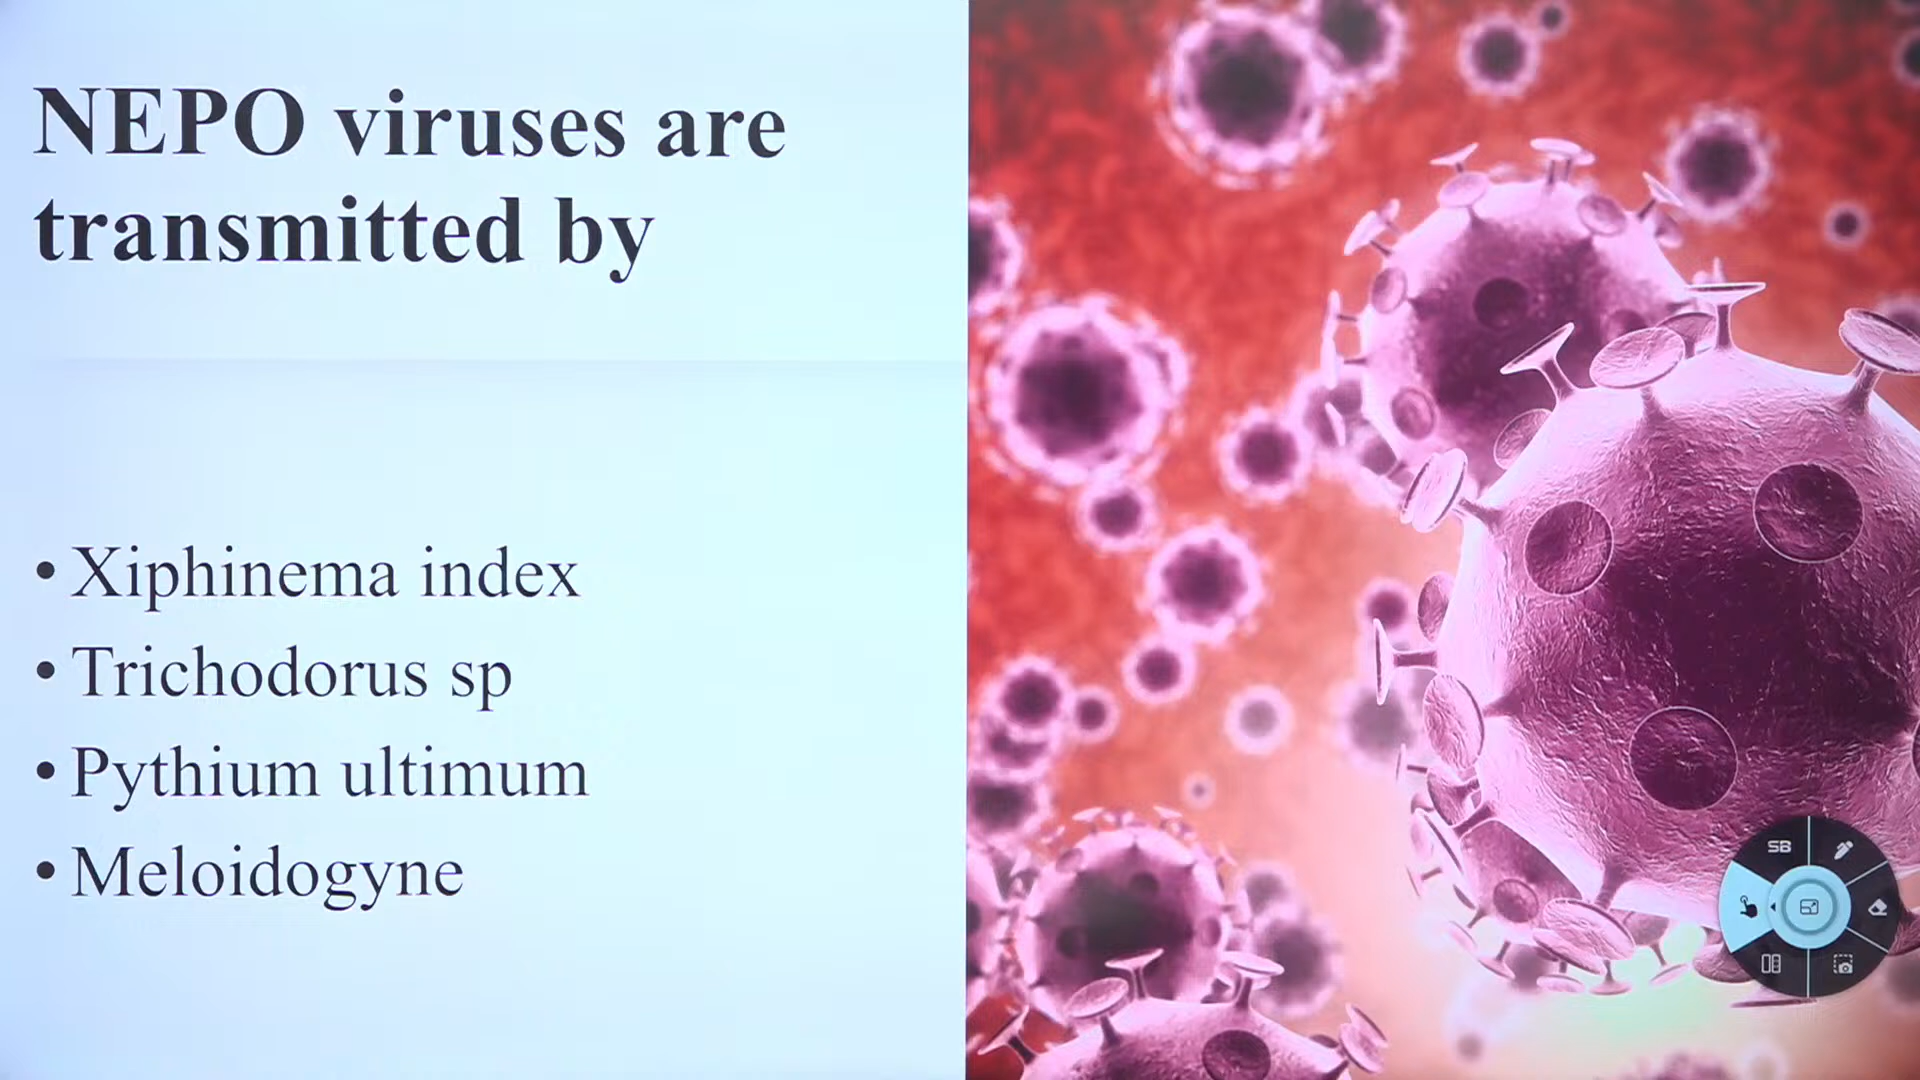 NEPO viruses are
transmitted by
• Xiphinema index
• Trichodorus sp
• Pythium ultimum
• Meloidogyne
SB